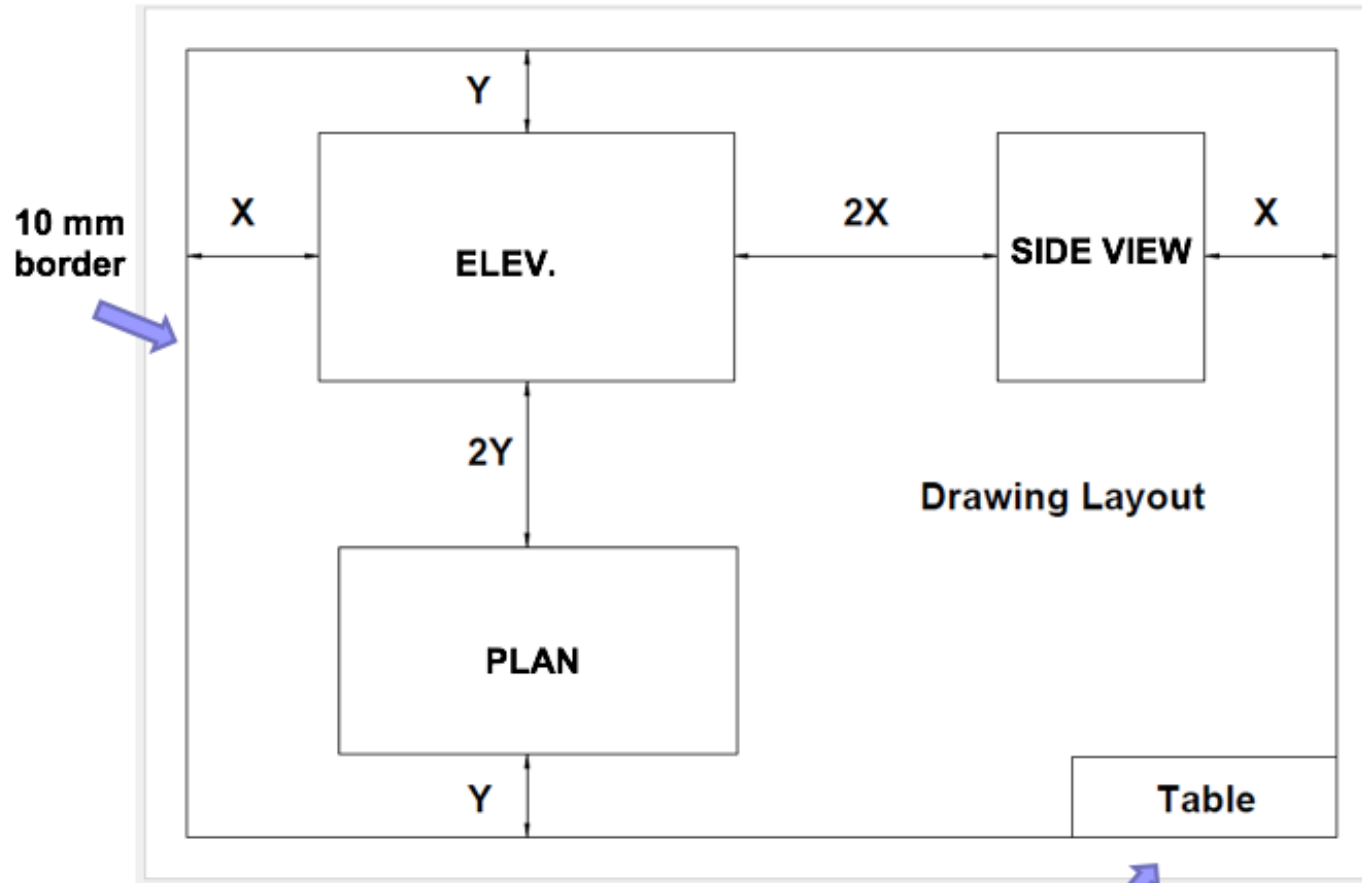 Y
10 mm
border
X
ELEV.
2X
SIDE VIEW
X
2Y
Drawing Layout
PLAN
Y
Table